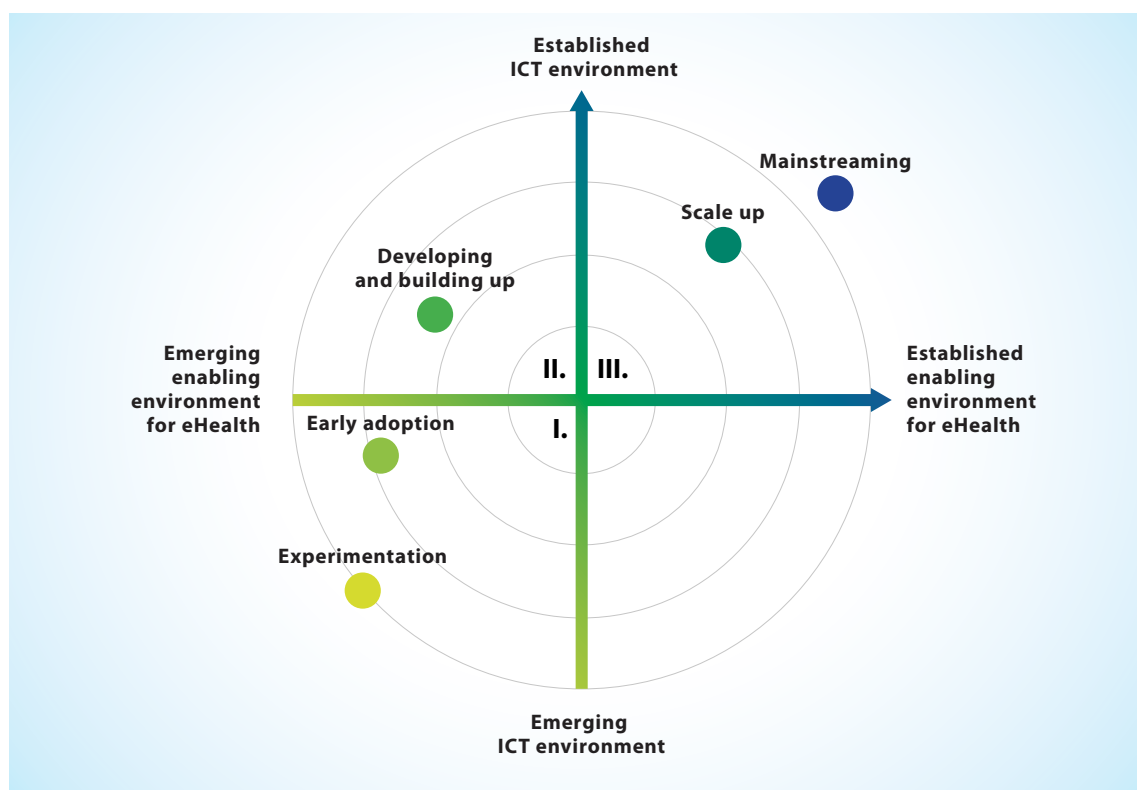 Established
ICT environment
Mainstreaming
Scale up
Developing
and building up
Emerging
enabling
environment
for eHealth
II.
III.
Established
enabling
environment
for eHealth
Early adoption
I.
Experimentation
Emerging
ICT environment